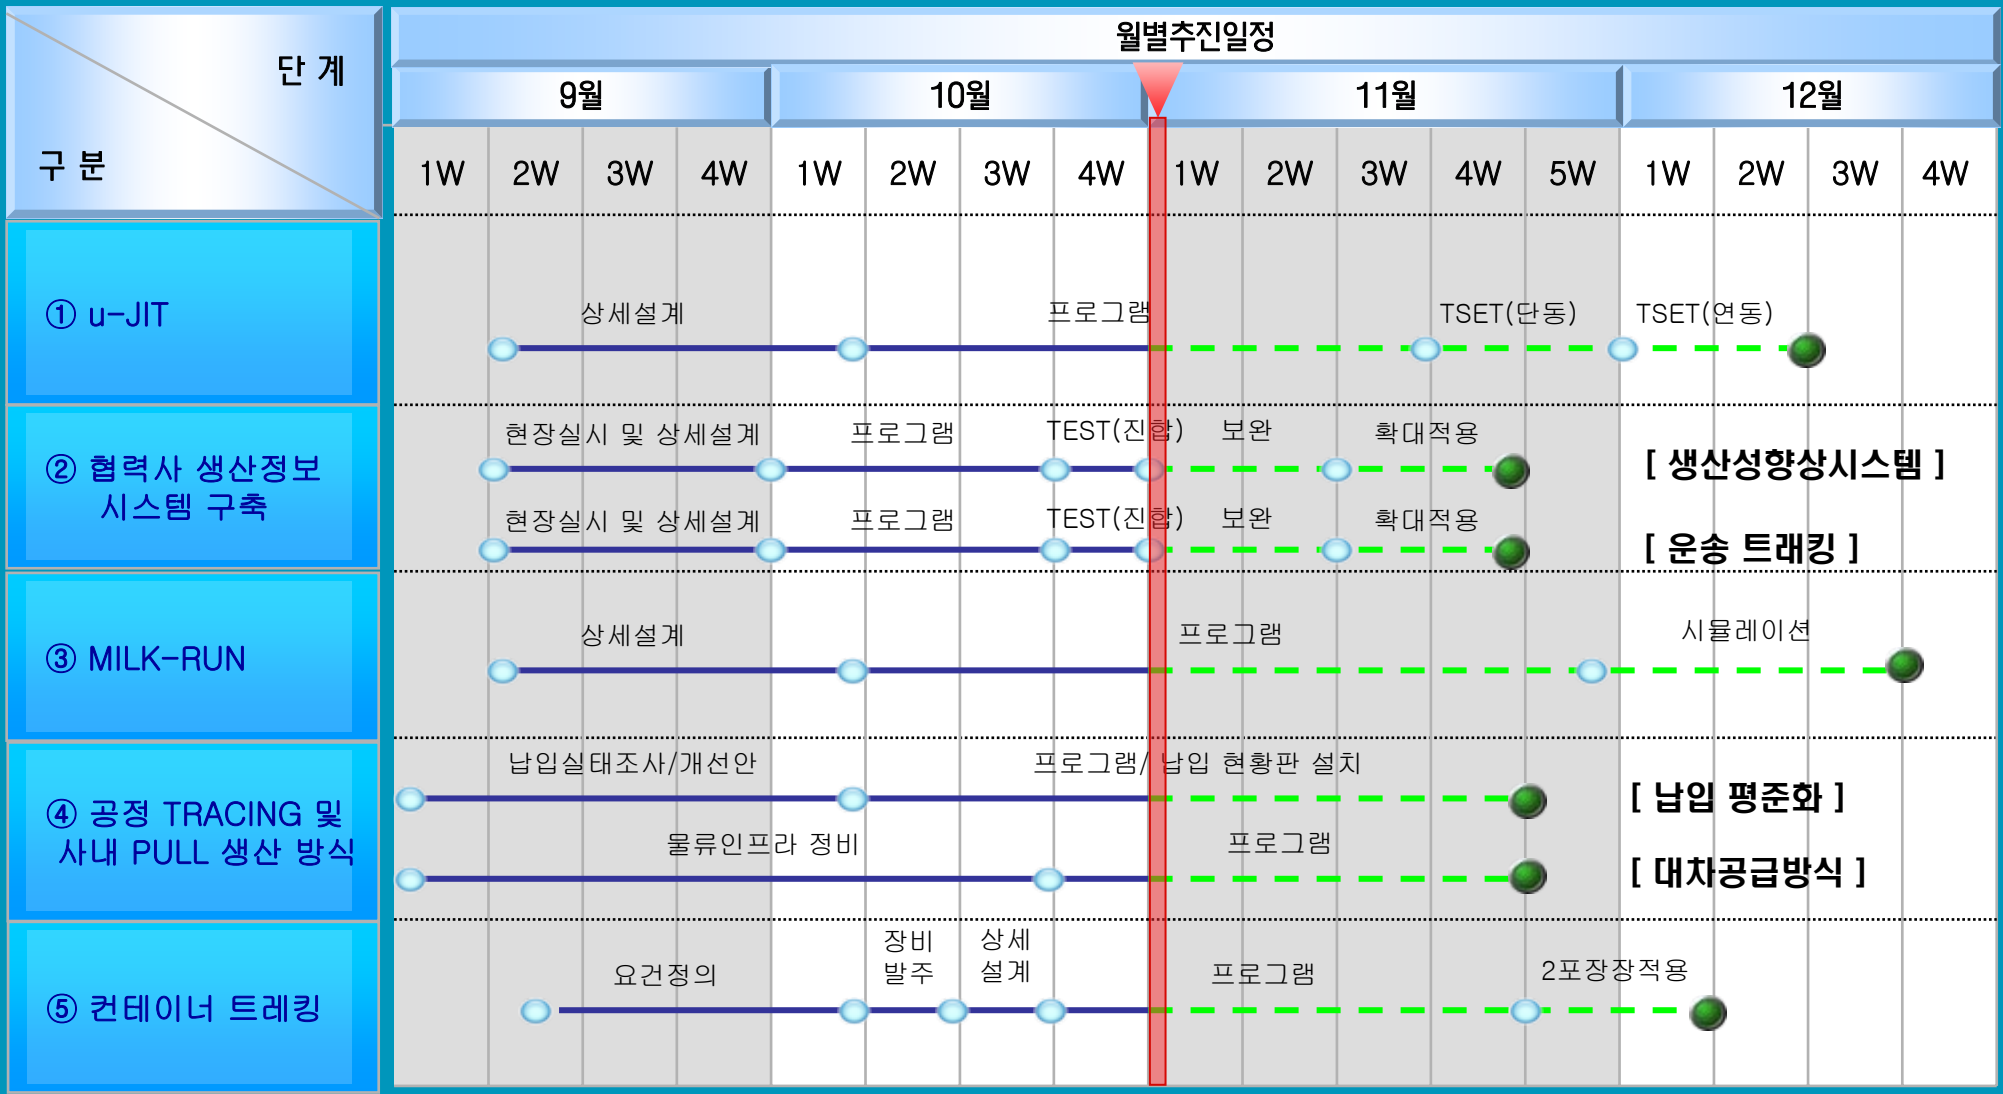 단 계
구 분
월별추진일정
9월 10월 11월 12월
1W 2W 3W 4W 1W 2W 3W 4W 1W 2W 3W 4W 5W 1W 2W 3W 4W
① u-JIT
상세설계 프로그램 TSET(단동) TSET(연동)
② 협력사 생산정보
시스템 구축
현장실시 및 상세설계 프로그램 TEST(진합) 보완 확대적용
[ 생산성향상시스템 ]
현장실시 및 상세설계 프로그램 TEST(진합) 보완 확대적용
[ 운송 트래킹 ]
③ MILK-RUN
상세설계 프로그램 시뮬레이션
④ 공정 TRACING 및
사내 PULL 생산 방식
납입실태조사/개선안 프로그램/ 납입 현황판 설치
[ 납입 평준화 ]
물류인프라 정비 프로그램
[ 대차공급방식 ]
⑤ 컨테이너 트레킹
요건정의
장비
발주
상세
설계
프로그램
2포장장적용